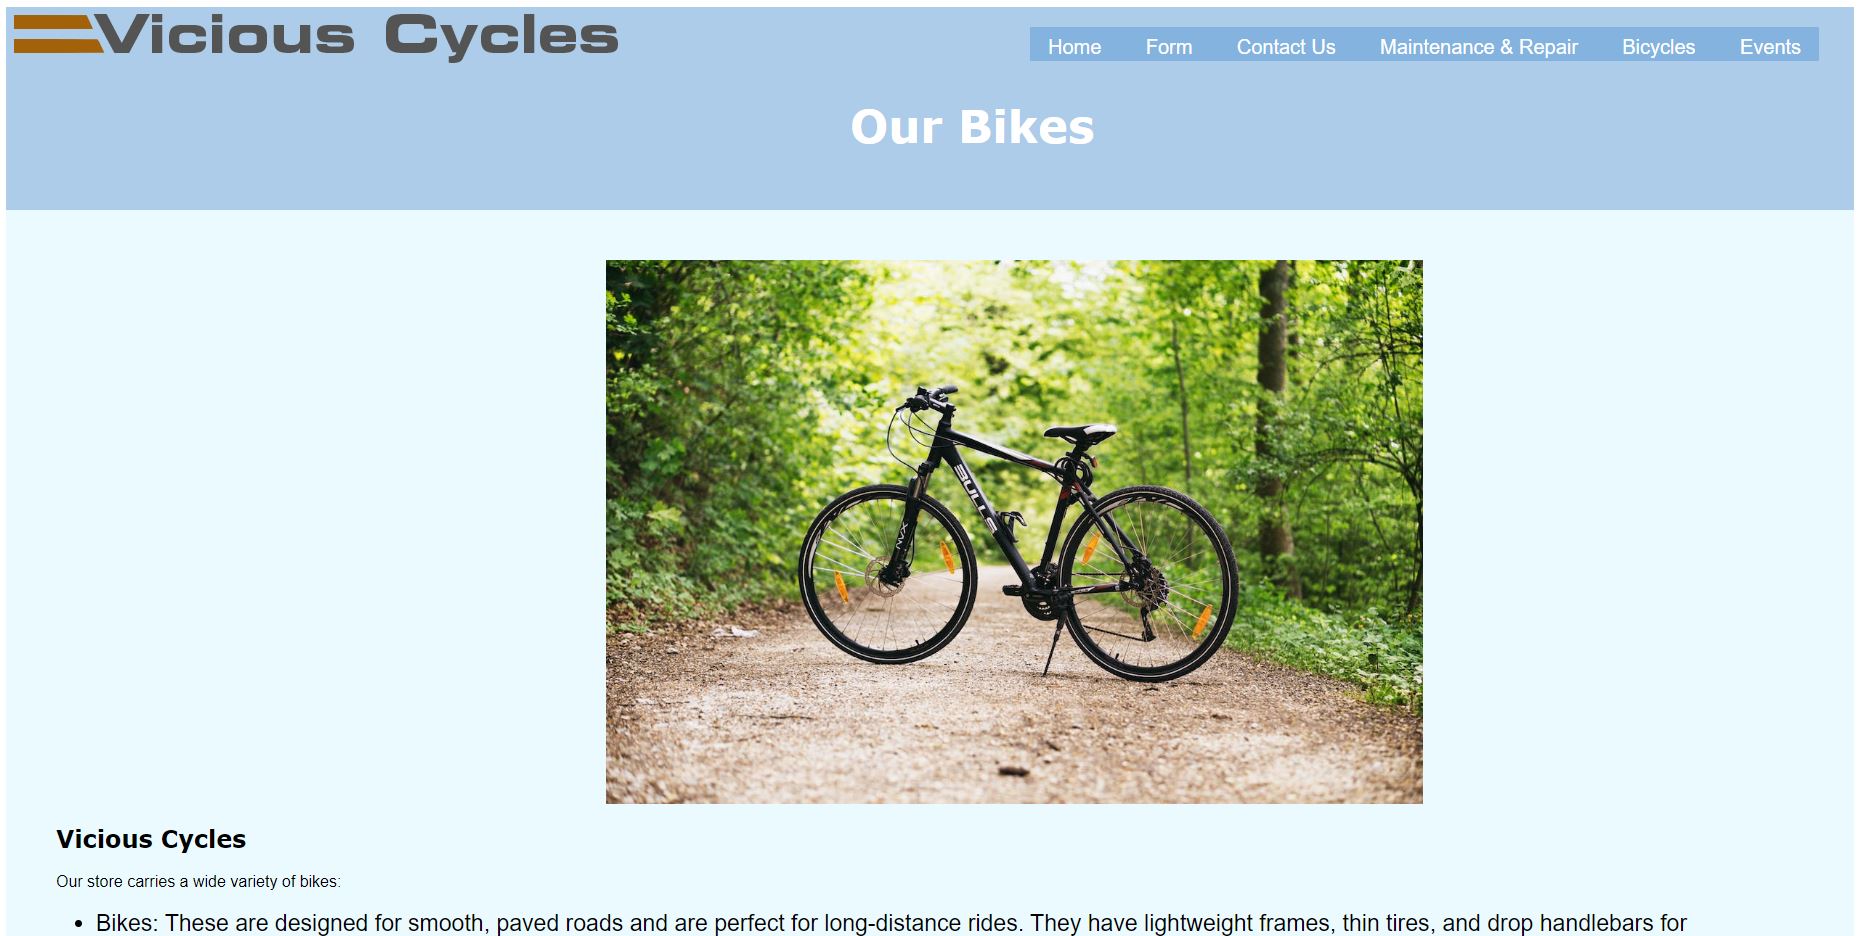 Vicious Cycles
Home Form Contact Us Maintenance & Repair Bicycles Events
Our Bikes
BULLS
NVX
Vicious Cycles
Our store carries a wide variety of bikes:
• Bikes: These are designed for smooth, paved roads and are perfect for long-distance rides. They have lightweight frames, thin tires, and drop handlebars for